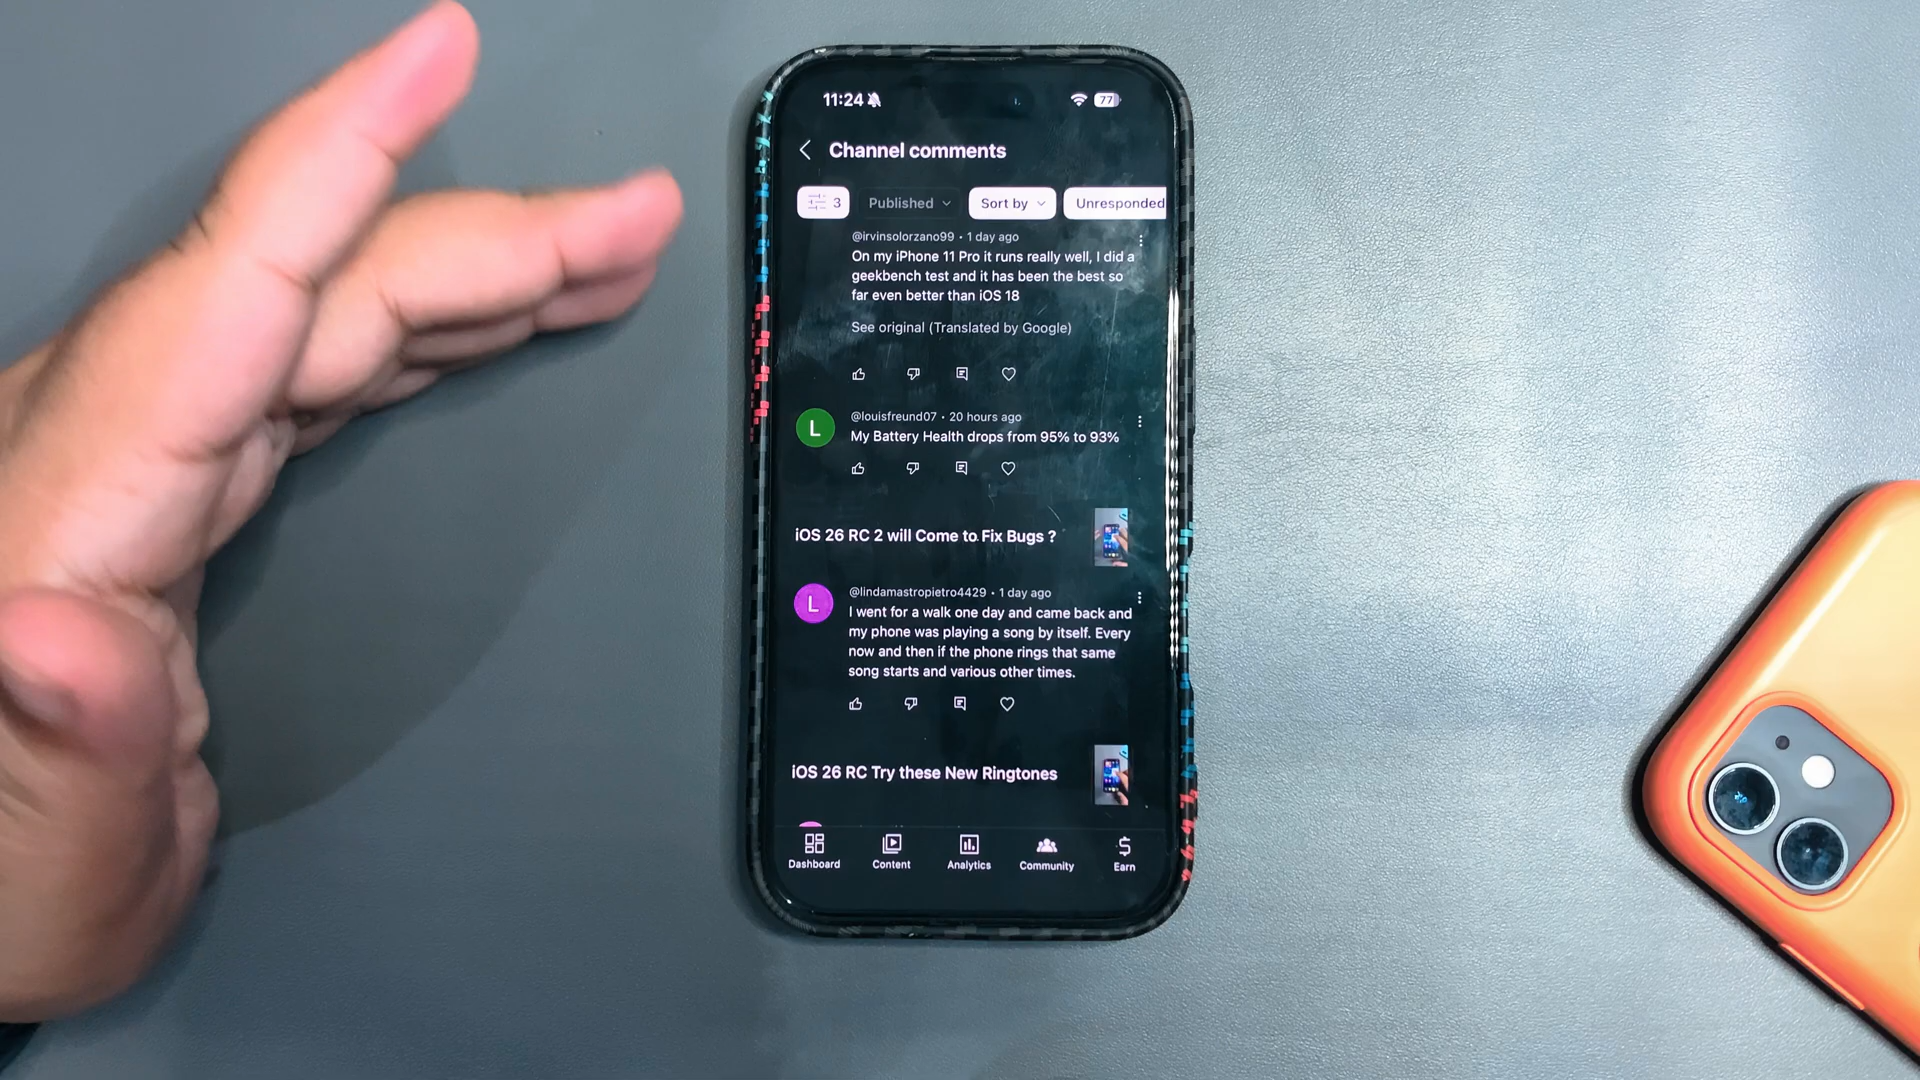 11:24
77
Channel comments
3
Published
Sort by
Unresponded
@irvinsolorzano99 • 1 day ago
On my iPhone 11 Pro it runs really well, I did a
geekbench test and it has been the best so
far even better than iOS 18
See original (Translated by Google)
L
@louisfreund07 • 20 hours ago
My Battery Health drops from 95% to 93%
iOS 26 RC 2 will Come to Fix Bugs ?
L
@lindamastropietro4429 • 1 day ago
I went for a walk one day and came back and
my phone was playing a song by itself. Every
now and then if the phone rings that same
song starts and various other times.
iOS 26 RC Try these New Ringtones
Dashboard
Content
Analytics
Community
Earn